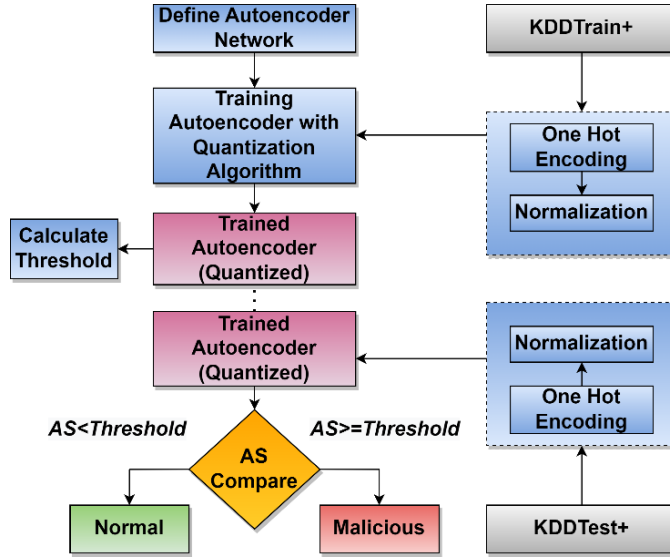 Define Autoencoder
Network
KDDTrain+
Training
Autoencoder with
Quantization
Algorithm
One Hot
Encoding
Normalization
Calculate
Threshold
Trained
Autoencoder
(Quantized)
Trained
Autoencoder
(Quantized)
Normalization
One Hot
Encoding
AS<Threshold
AS>=Threshold
AS
Compare
Normal
Malicious
KDDTest+